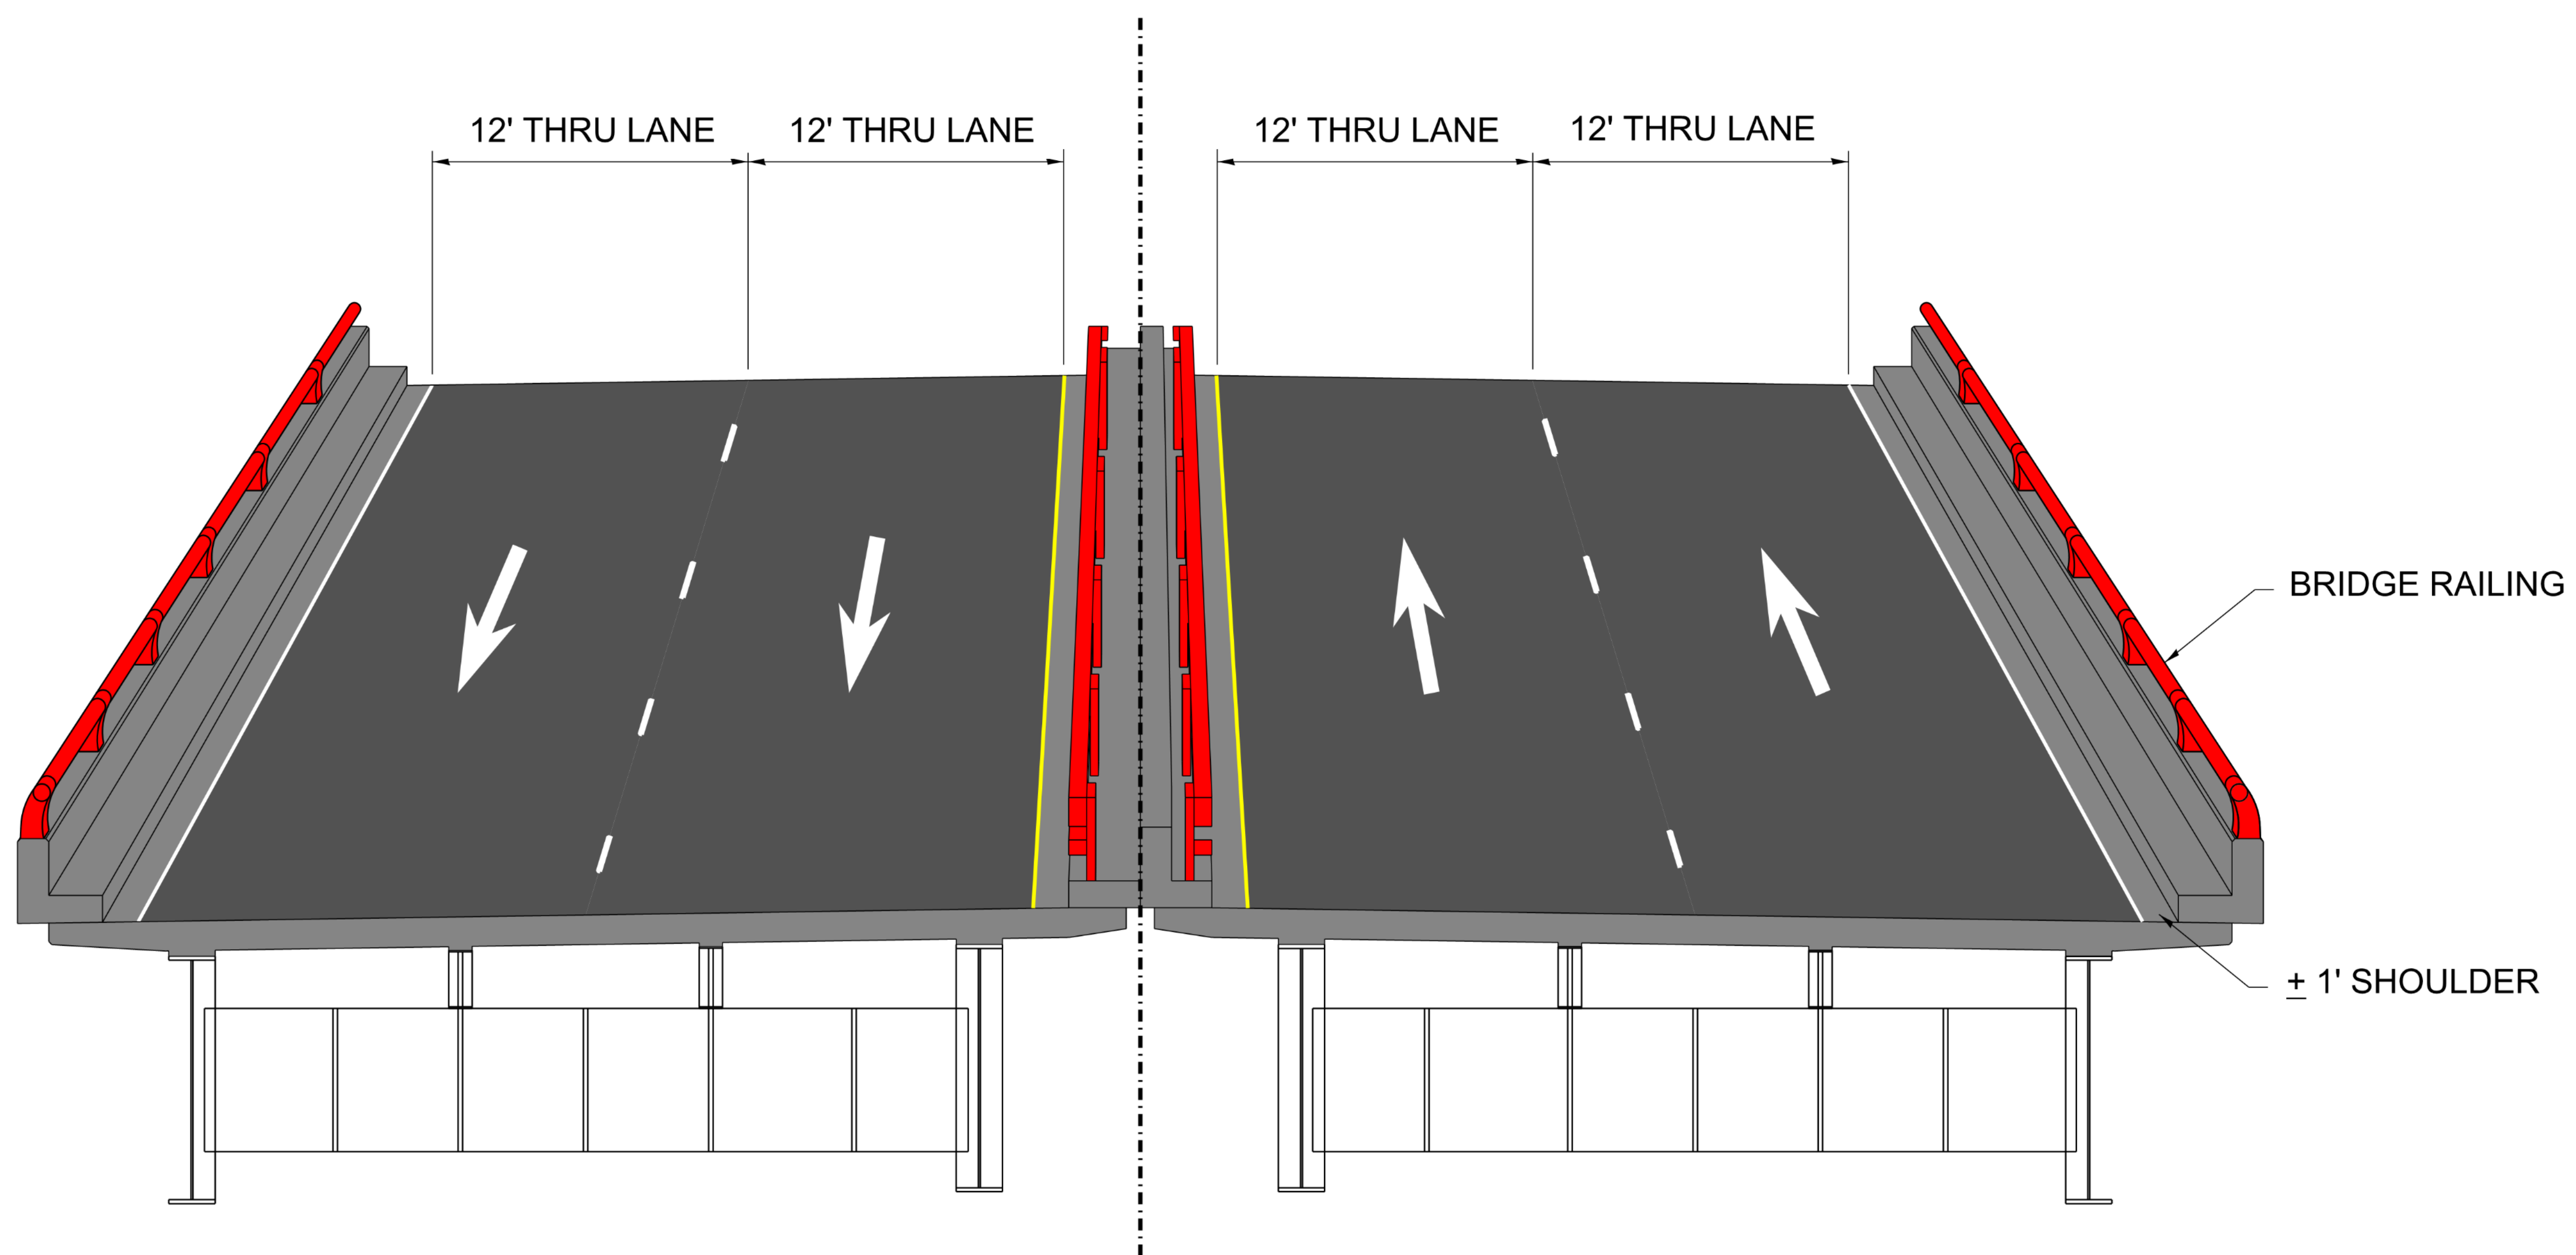 12' THRU LANE
12' THRU LANE
12' THRU LANE
12' THRU LANE
BRIDGE RAILING
± 1' SHOULDER